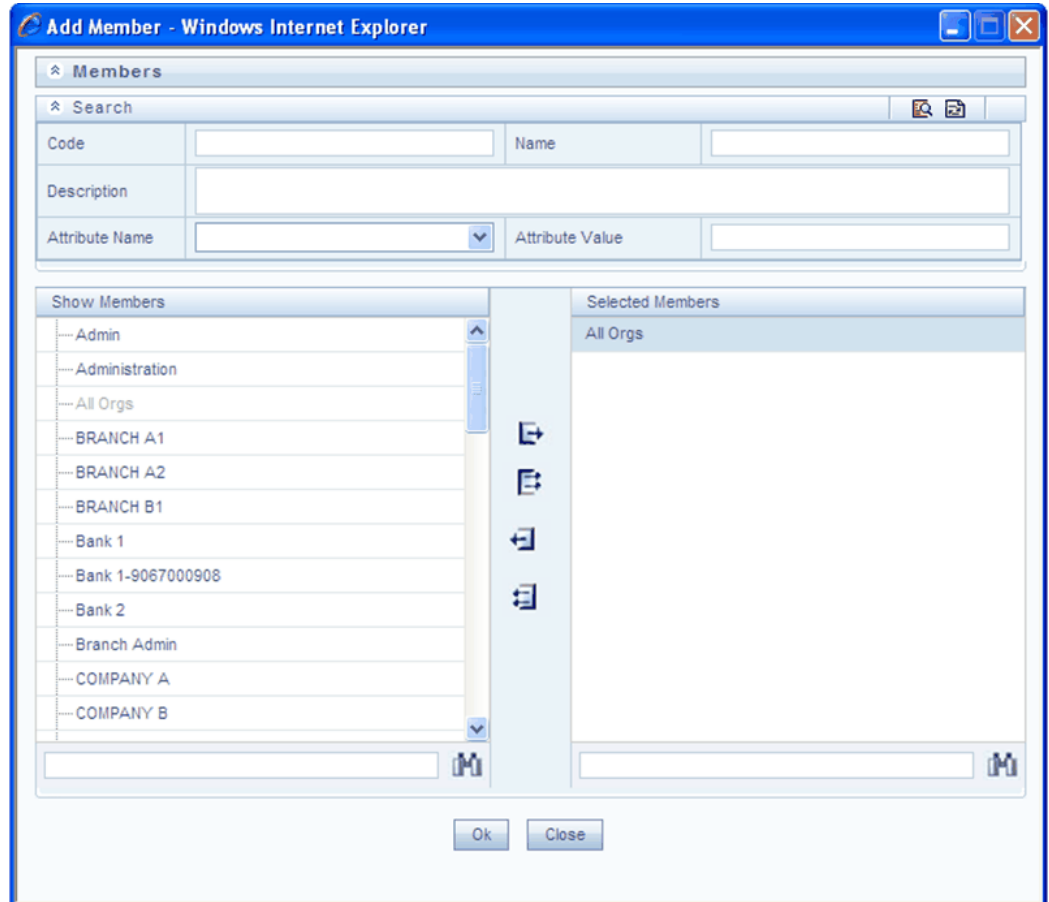 Add Member - Windows Internet Explorer
Members
Search
Code Name
Description
Attribute Name Attribute Value
Show Members Selected Members
Admin All Orgs
Administration
All Orgs
BRANCH A1
BRANCH A2
BRANCH B1
Bank 1
Bank 1-9067000908
Bank 2
Branch Admin
COMPANY A
COMPANY B
Ok Close